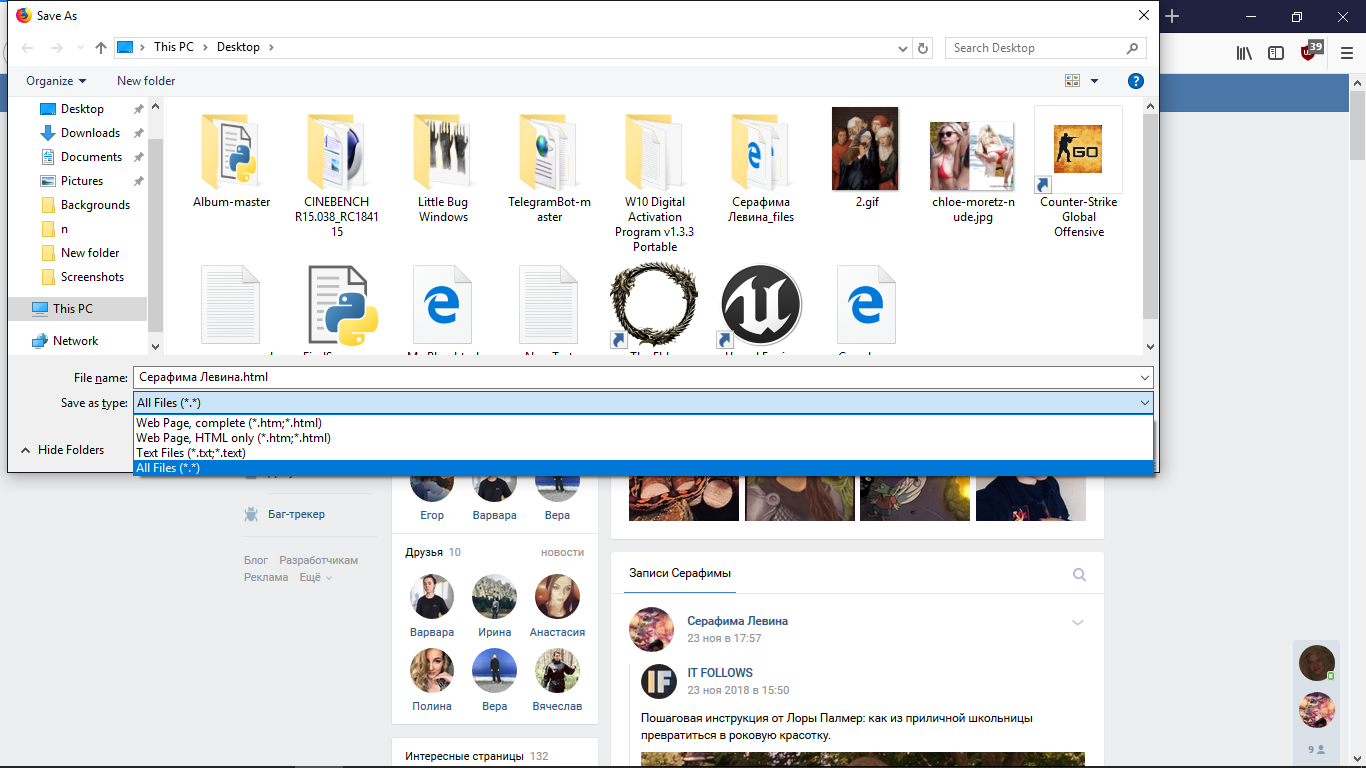 Save As
39
This PC
Desktop
Search Desktop
Organize
New folder
?
Desktop
Downloads
Documents
Pictures
Backgrounds
n
New folder
Screenshots
This PC
Network
Album-master
CINEBENCH
R15.038_RC1841
15
Little Bug
Windows
TelegramBot-
master
W10 Digital
Activation
Program v1.3.3
Portable
Серафима
Левина_files
2.gif
chloe-moretz-n
ude.jpg
GO
Counter-Strike
Global
Offensive
File name:
Серафима Левина.html
Save as type:
All Files (*.*)
Web Page, complete (*.htm;*.html)
Web Page, HTML only (*.htm;*.html)
Text Files (*.txt;*.text)
All Files (*.*)
Hide Folders
Баг-трекер
Блог Разработчикам
Реклама Ещё
Егор
Варвара
Вера
Друзья 10
новости
Варвара
Ирина
Анастасия
Полина
Вера
Вячеслав
Интересные страницы 132
Записи Серафимы
Серафима Левина
23 ноя в 17:57
IF
IT FOLLOWS
23 ноя 2018 в 15:50
Пошаговая инструкция от Лоры Палмер: как из приличной школьницы
превратиться в роковую красотку.
9